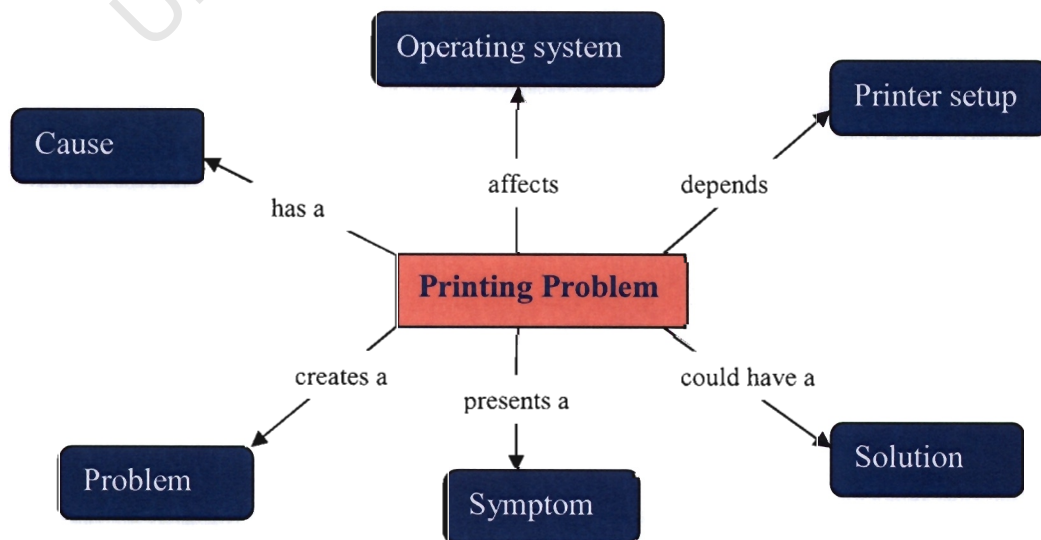 Operating system
Printer setup
Cause
affects
depends
has a
Printing Problem
creates a
presents a
could have a
Problem
Symptom
Solution